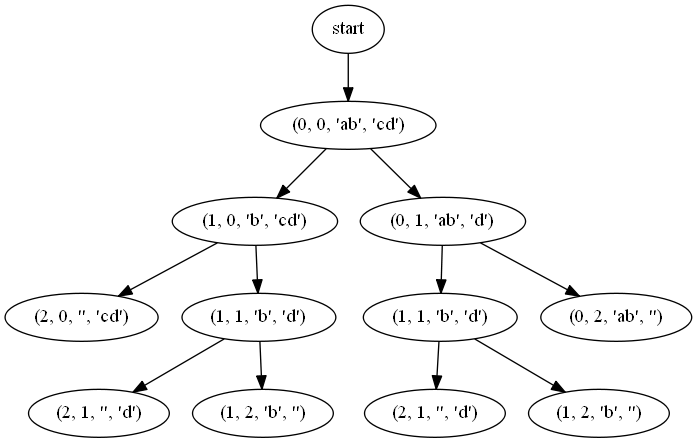 start
(0, 0, 'ab', 'cd')
(1, 0, 'b', 'cd')
(0, 1, 'ab', 'd')
(2, 0, '', 'cd')
(1, 1, 'b', 'd')
(1, 1, 'b', 'd')
(0, 2, 'ab', '')
(2, 1, '', 'd')
(1, 2, 'b', '')
(2, 1, '', 'd')
(1, 2, 'b', '')